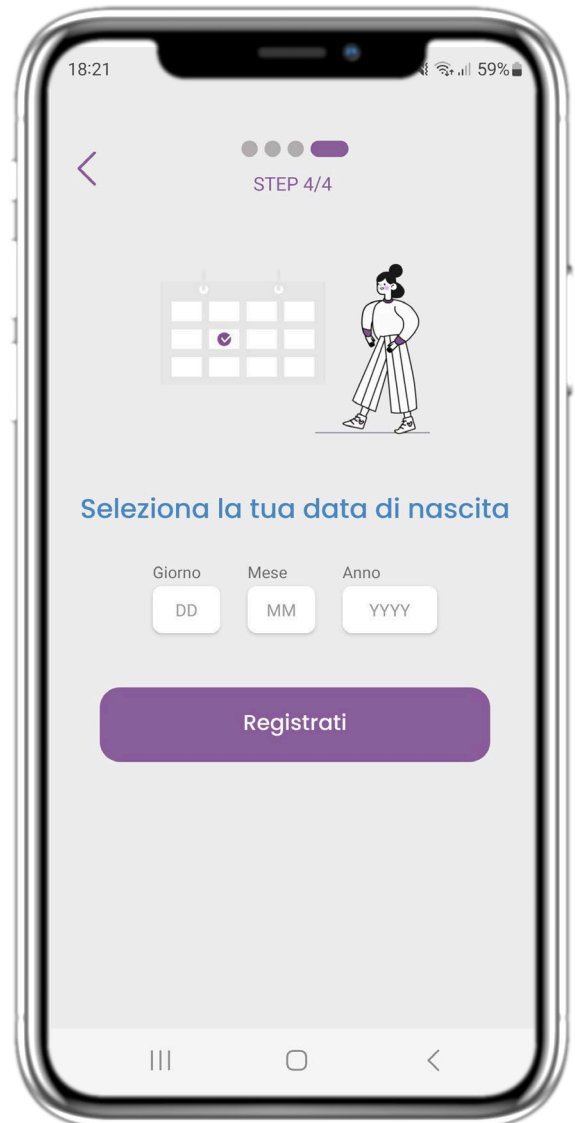 18:21
59%
STEP 4/4
Seleziona la tua data di nascita
Giorno Mese Anno
DD MM YYYY
Registrati